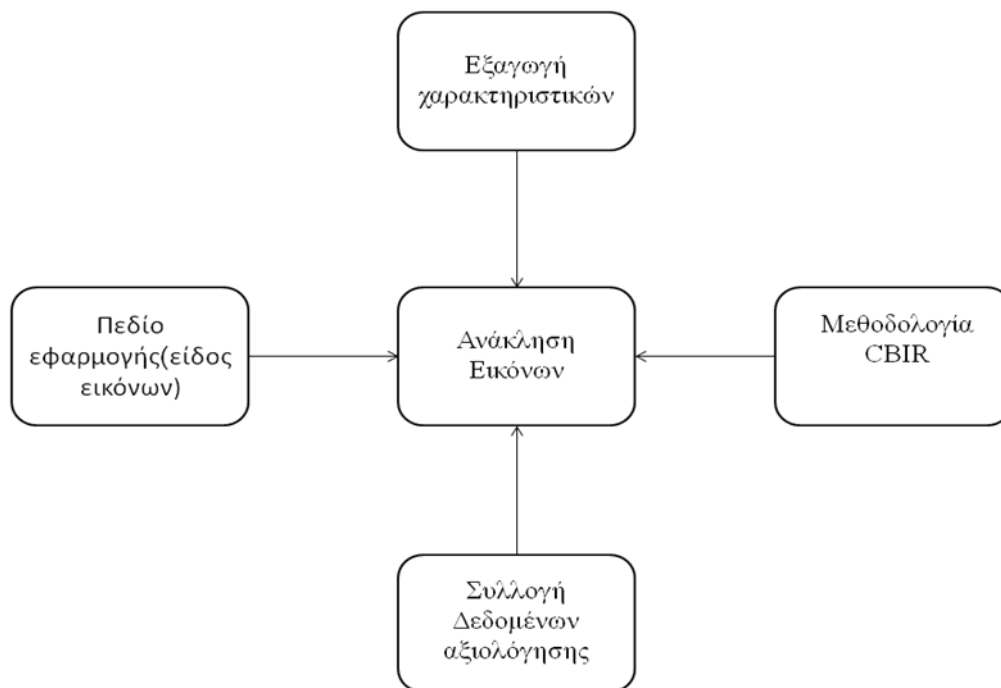 Εξαγωγή
χαρακτηριστικών
Πεδίο
εφαρμογής(είδος
εικόνων)
Ανάκληση
Εικόνων
Μεθοδολογία
CBIR
Συλλογή
Δεδομένων
αξιολόγησης